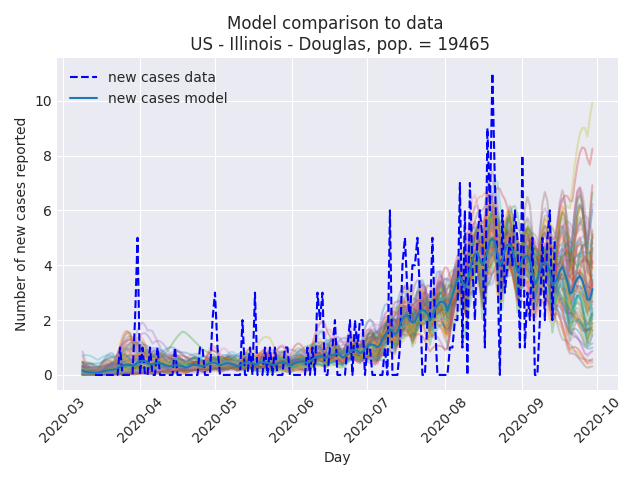 Model comparison to data
US - Illinois - Douglas, pop. = 19465
new cases data
new cases model
Number of new cases reported
10
8
6
4
2
0
2020-03
2020-04
2020-05
2020-06
2020-07
2020-08
2020-09
2020-10
Day